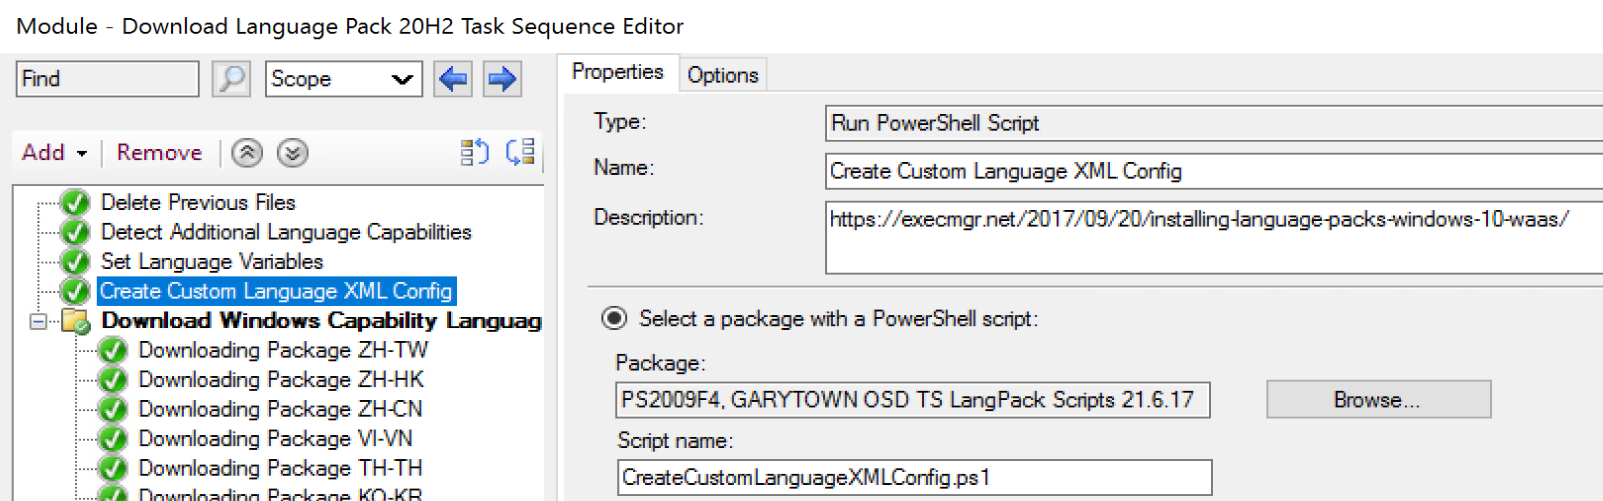 Module - Download Language Pack 20H2 Task Sequence Editor
Find
Scope
Add
Remove
Delete Previous Files
Detect Additional Language Capabilities
Set Language Variables
Create Custom Language XML Config
Download Windows Capability Languag
Downloading Package ZH-TW
Downloading Package ZH-HK
Downloading Package ZH-CN
Downloading Package VI-VN
Downloading Package TH-TH
Downloading Package KO-KR
Properties
Options
Type:
Run PowerShell Script
Name:
Create Custom Language XML Config
Description:
https://execmgr.net/2017/09/20/installing-language-packs-windows-10-waas/
Select a package with a PowerShell script:
Package:
PS2009F4, GARYTOWN OSD TS LangPack Scripts 21.6.17
Browse...
Script name:
CreateCustomLanguageXMLConfig.ps1